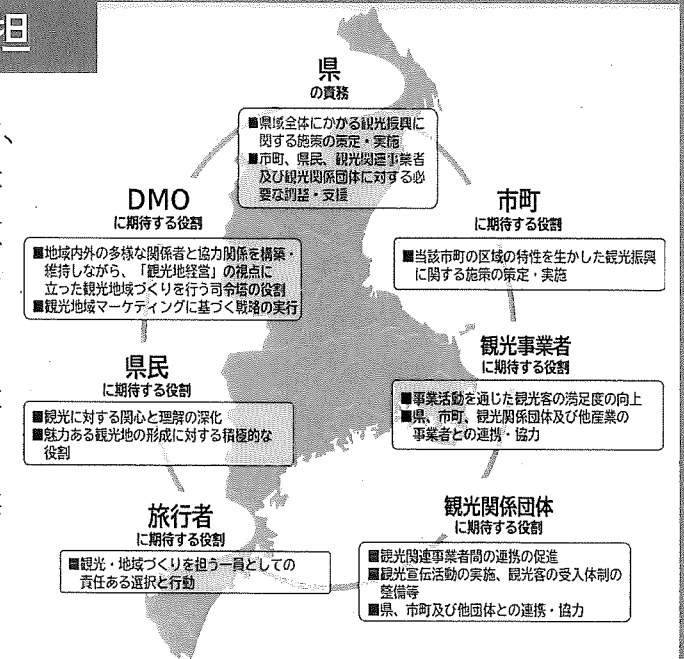 担
県
の責務
■県域全体にかかる観光振興に
関する施策の策定・実施
■市町、県民、観光関連事業者
及び観光関係団体に対する必
要な調整・支援
DMO
に期待する役割
■地域内外の多様な関係者と協力関係を構築・
維持しながら、「観光地経営」の視点に
立った観光地域づくりを行う司令塔の役割
■観光地域マーケティングに基づく戦略の実行
市町
に期待する役割
■当該市町の区域の特性を生かした観光振興
に関する施策の策定・実施
県民
に期待する役割
■観光に対する関心と理解の深化
■魅力ある観光地の形成に対する積極的な
役割
観光事業者
に期待する役割
■事業活動を通じた観光客の満足度の向上
■県、市町、観光関係団体及び他産業の
事業者との連携・協力
旅行者
に期待する役割
■観光・地域づくりを担う一員としての
責任ある選択と行動
観光関係団体
に期待する役割
■観光関連事業者間の連携の促進
■観光宣伝活動の実施、観光客の受入体制の
整備等
■県、市町及び他団体との連携・協力